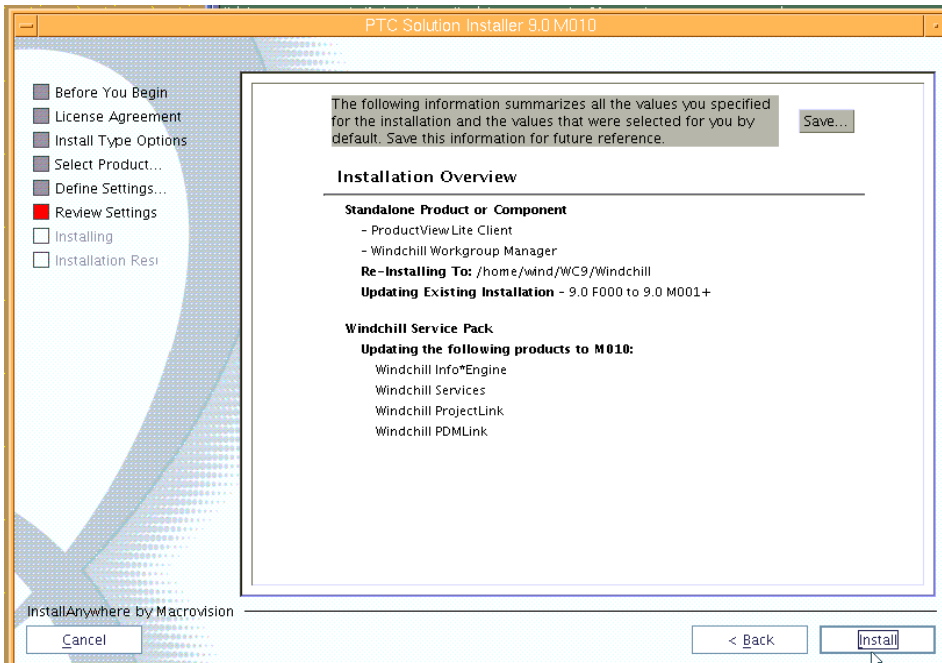 PTC Solution Installer 9.0 M010
Before You Begin
License Agreement
Install Type Options
Select Product...
Define Settings...
Review Settings
Installing
Installation Res
The following information summarizes all the values you specified
for the installation and the values that were selected for you by
default. Save this information for future reference.
Save...
Installation Overview
Standalone Product or Component
- ProductView Lite Client
- Windchill Workgroup Manager
Re-Installing To: /home/wind/WC9/Windchill
Updating Existing Installation - 9.0 F000 to 9.0 M001+
Windchill Service Pack
Updating the following products to M010:
Windchill Info*Engine
Windchill Services
Windchill ProjectLink
Windchill PDMLink
InstallAnywhere by Macrovision
Cancel
< Back
Install